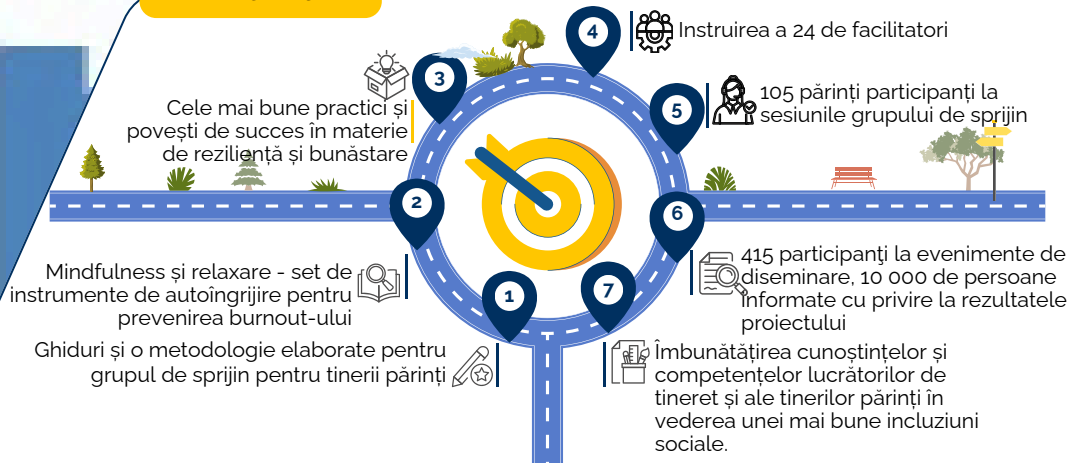 4
Instruirea a 24 de facilitatori
3
5
105 părinți participanți la
sesiunile grupului de sprijin
Cele mai bune practici și
povești de succes în materie
de reziliență și bunăstare
2
6
Mindfulness și relaxare - set de
instrumente de autoîngrijire pentru
prevenirea burnout-ului
415 participanţi la evenimente de
diseminare, 10 000 de persoane
informate cu privire la rezultatele
proiectului
1
7
Ghiduri și o metodologie elaborate pentru
grupul de sprijin pentru tinerii părinți
Îmbunătățirea cunoștințelor și
competențelor lucrătorilor de
tineret și ale tinerilor părinți în
vederea unei mai bune incluziuni
sociale.